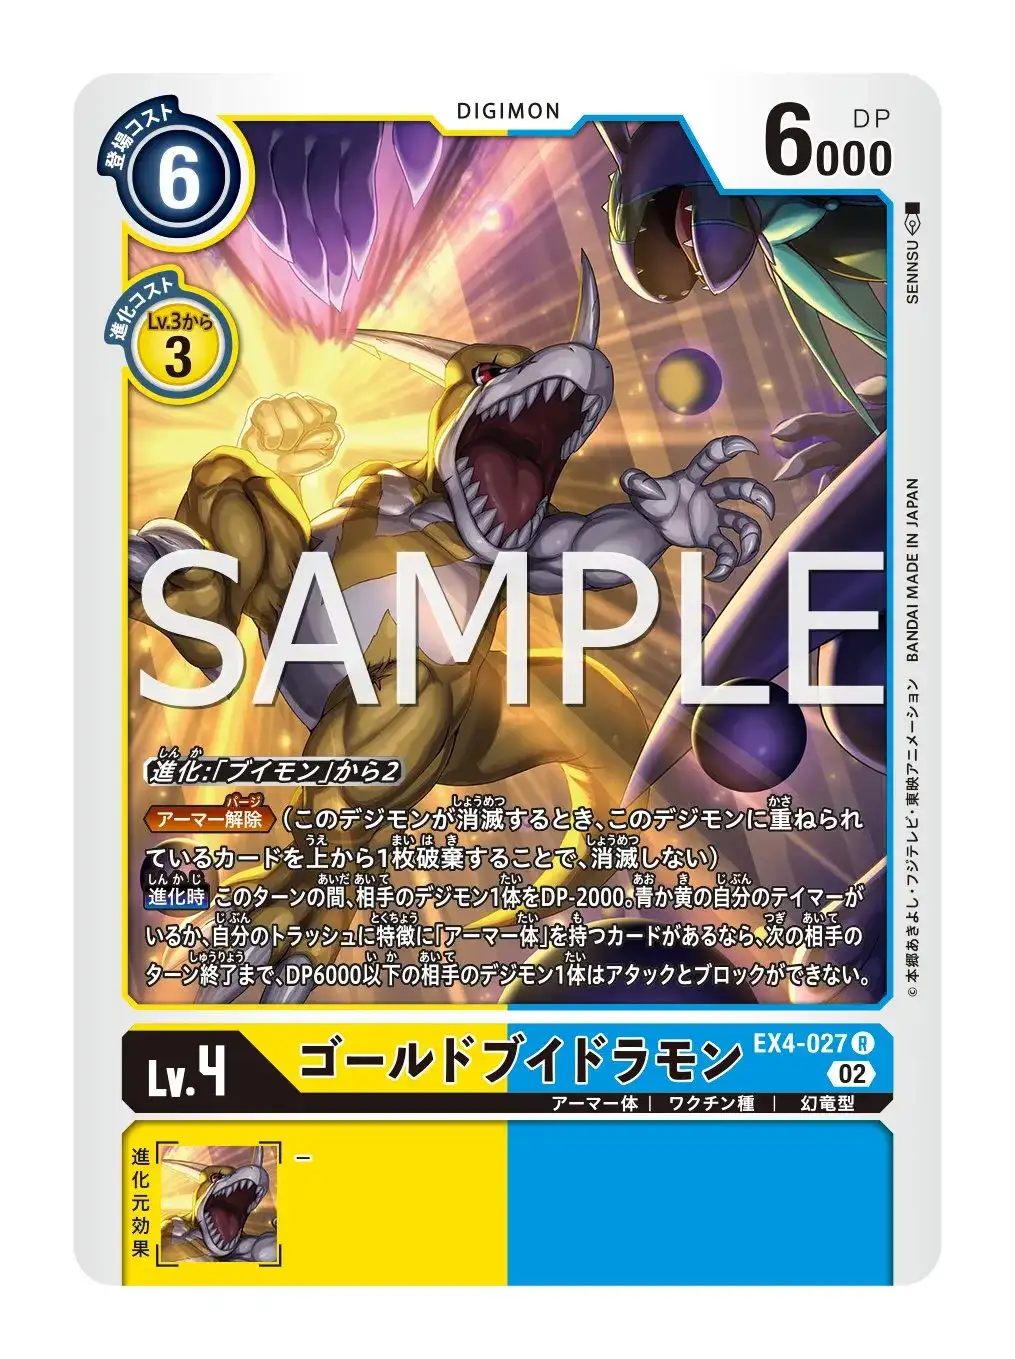 DIGIMON
登場コスト
6
6000
DP
進化コスト
Lv.3から
3
SENNSU
BANDAI MADE IN JAPAN
©本郷あきよし・フジテレビ・東映アニメーション
SAMPLE
進化:「ブイモン」から2
アーマー解除(このデジモンが消滅するとき、このデジモンに重ねられ
ているカードを上から1枚破棄することで、消滅しない)
進化時 このターンの間、相手のデジモン1体をDP-2000。青か黄の自分のテイマーが
いるか、自分のトラッシュに特徴に「アーマー体」を持つカードがあるなら、次の相手の
ターン終了まで、DP6000以下の相手のデジモン1体はアタックとブロックができない。
Lv.4
ゴールドブイドラモン
EX4-027 R
02
アーマー体 | ワクチン種 | 幻竜型
進化元効果
ー